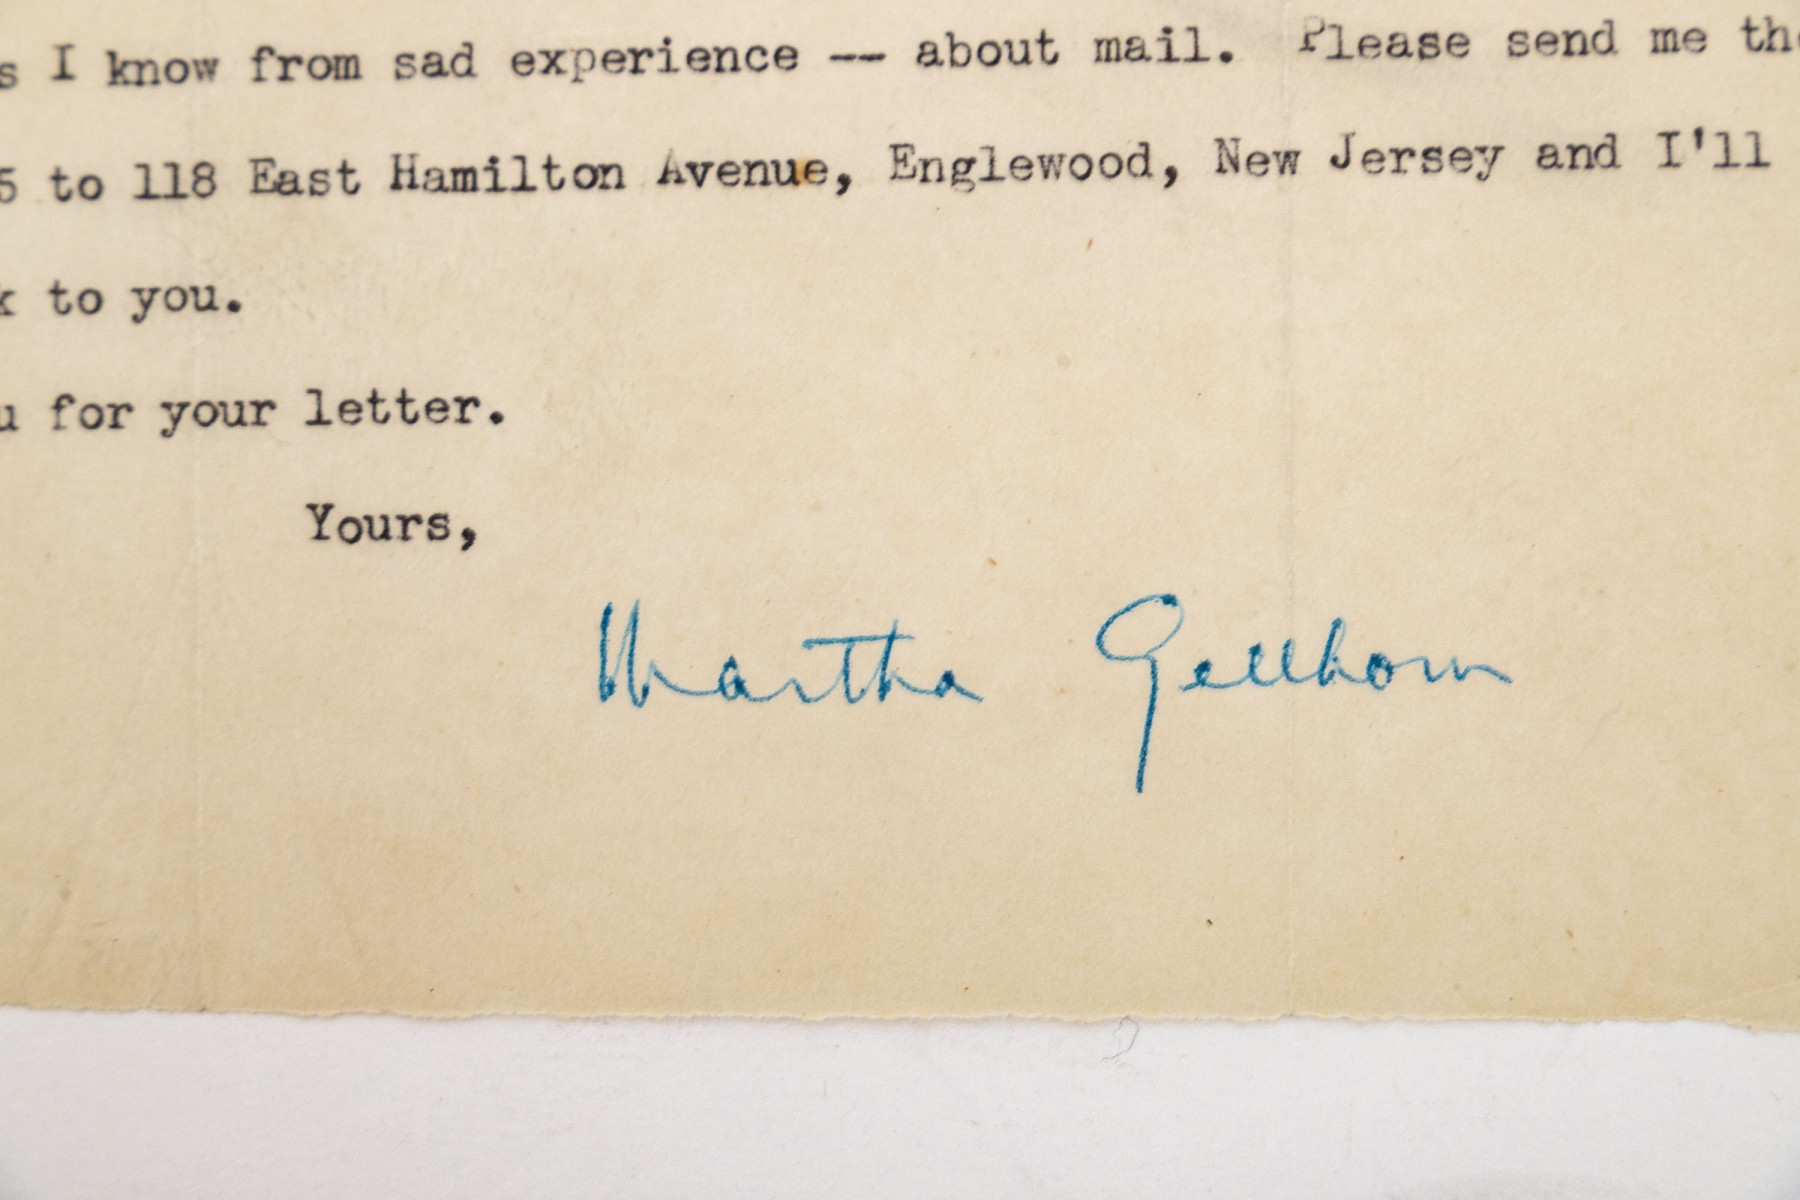 s I know from sad experience -- about mail. Please send me the
5 to 118 East Hamilton Avenue, Englewood, New Jersey and I'll
k to you.
u for your letter.
Yours,
Martha Gellhorn